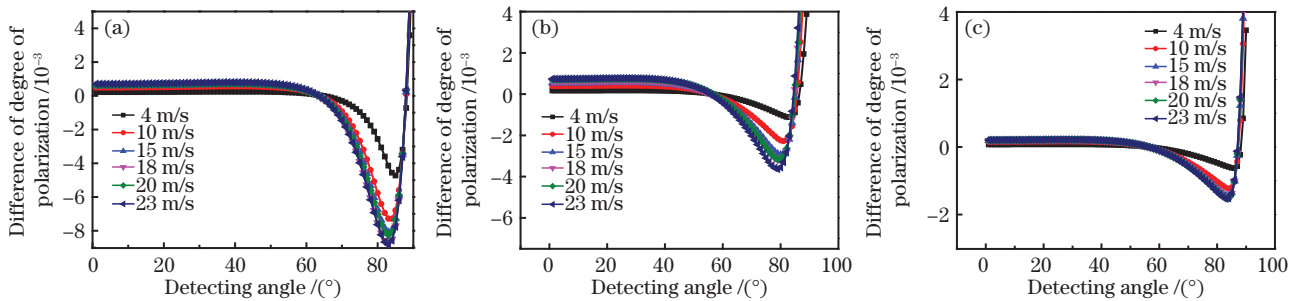 (a)
Difference of degree of
polarization /10⁻³
4
2
0
−2
−4
−6
−8
4 m/s
10 m/s
15 m/s
18 m/s
20 m/s
23 m/s
0 20 40 60 80
Detecting angle /(°)
(b)
Difference of degree of
polarization /10⁻³
4
2
0
−2
−4
−6
4 m/s
10 m/s
15 m/s
18 m/s
20 m/s
23 m/s
0 20 40 60 80 100
Detecting angle /(°)
(c)
Difference of degree of
polarization /10⁻³
4
2
0
−2
4 m/s
10 m/s
15 m/s
18 m/s
20 m/s
23 m/s
0 20 40 60 80 100
Detecting angle /(°)